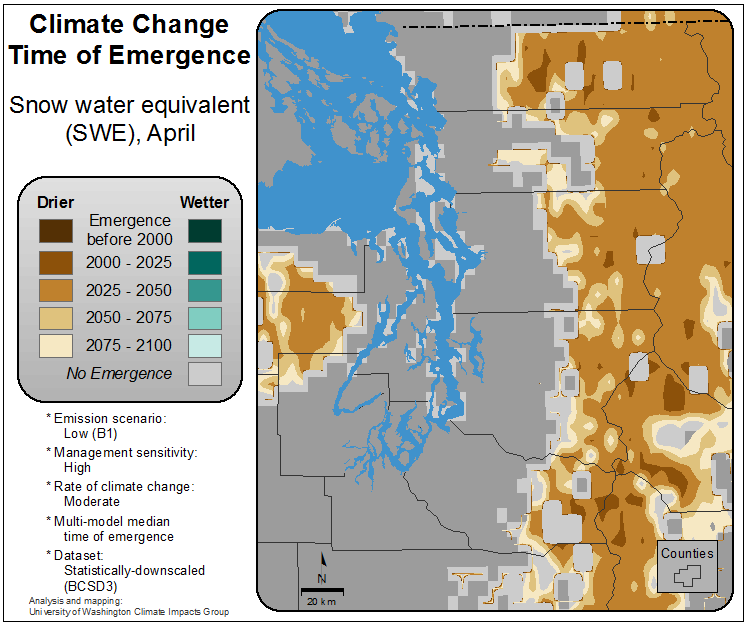 Climate Change
Time of Emergence
Snow water equivalent
(SWE), April
Drier
Wetter
Emergence
before 2000
2000 - 2025
2025 - 2050
2050 - 2075
2075 - 2100
No Emergence
* Emission scenario:
Low (B1)
* Management sensitivity:
High
* Rate of climate change:
Moderate
* Multi-model median
time of emergence
* Dataset:
Statistically-downscaled
(BCSD3)
Analysis and mapping:
University of Washington Climate Impacts Group
N
20 km
Counties